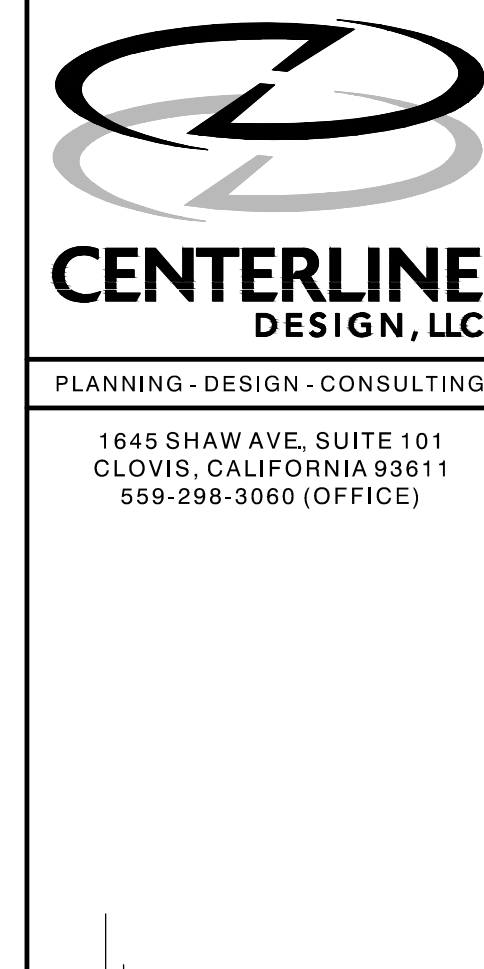 CENTERLINE
DESIGN, LLC
PLANNING - DESIGN - CONSULTING
1645 SHAW AVE., SUITE 101
CLOVIS, CALIFORNIA 93611
559-298-3060 (OFFICE)